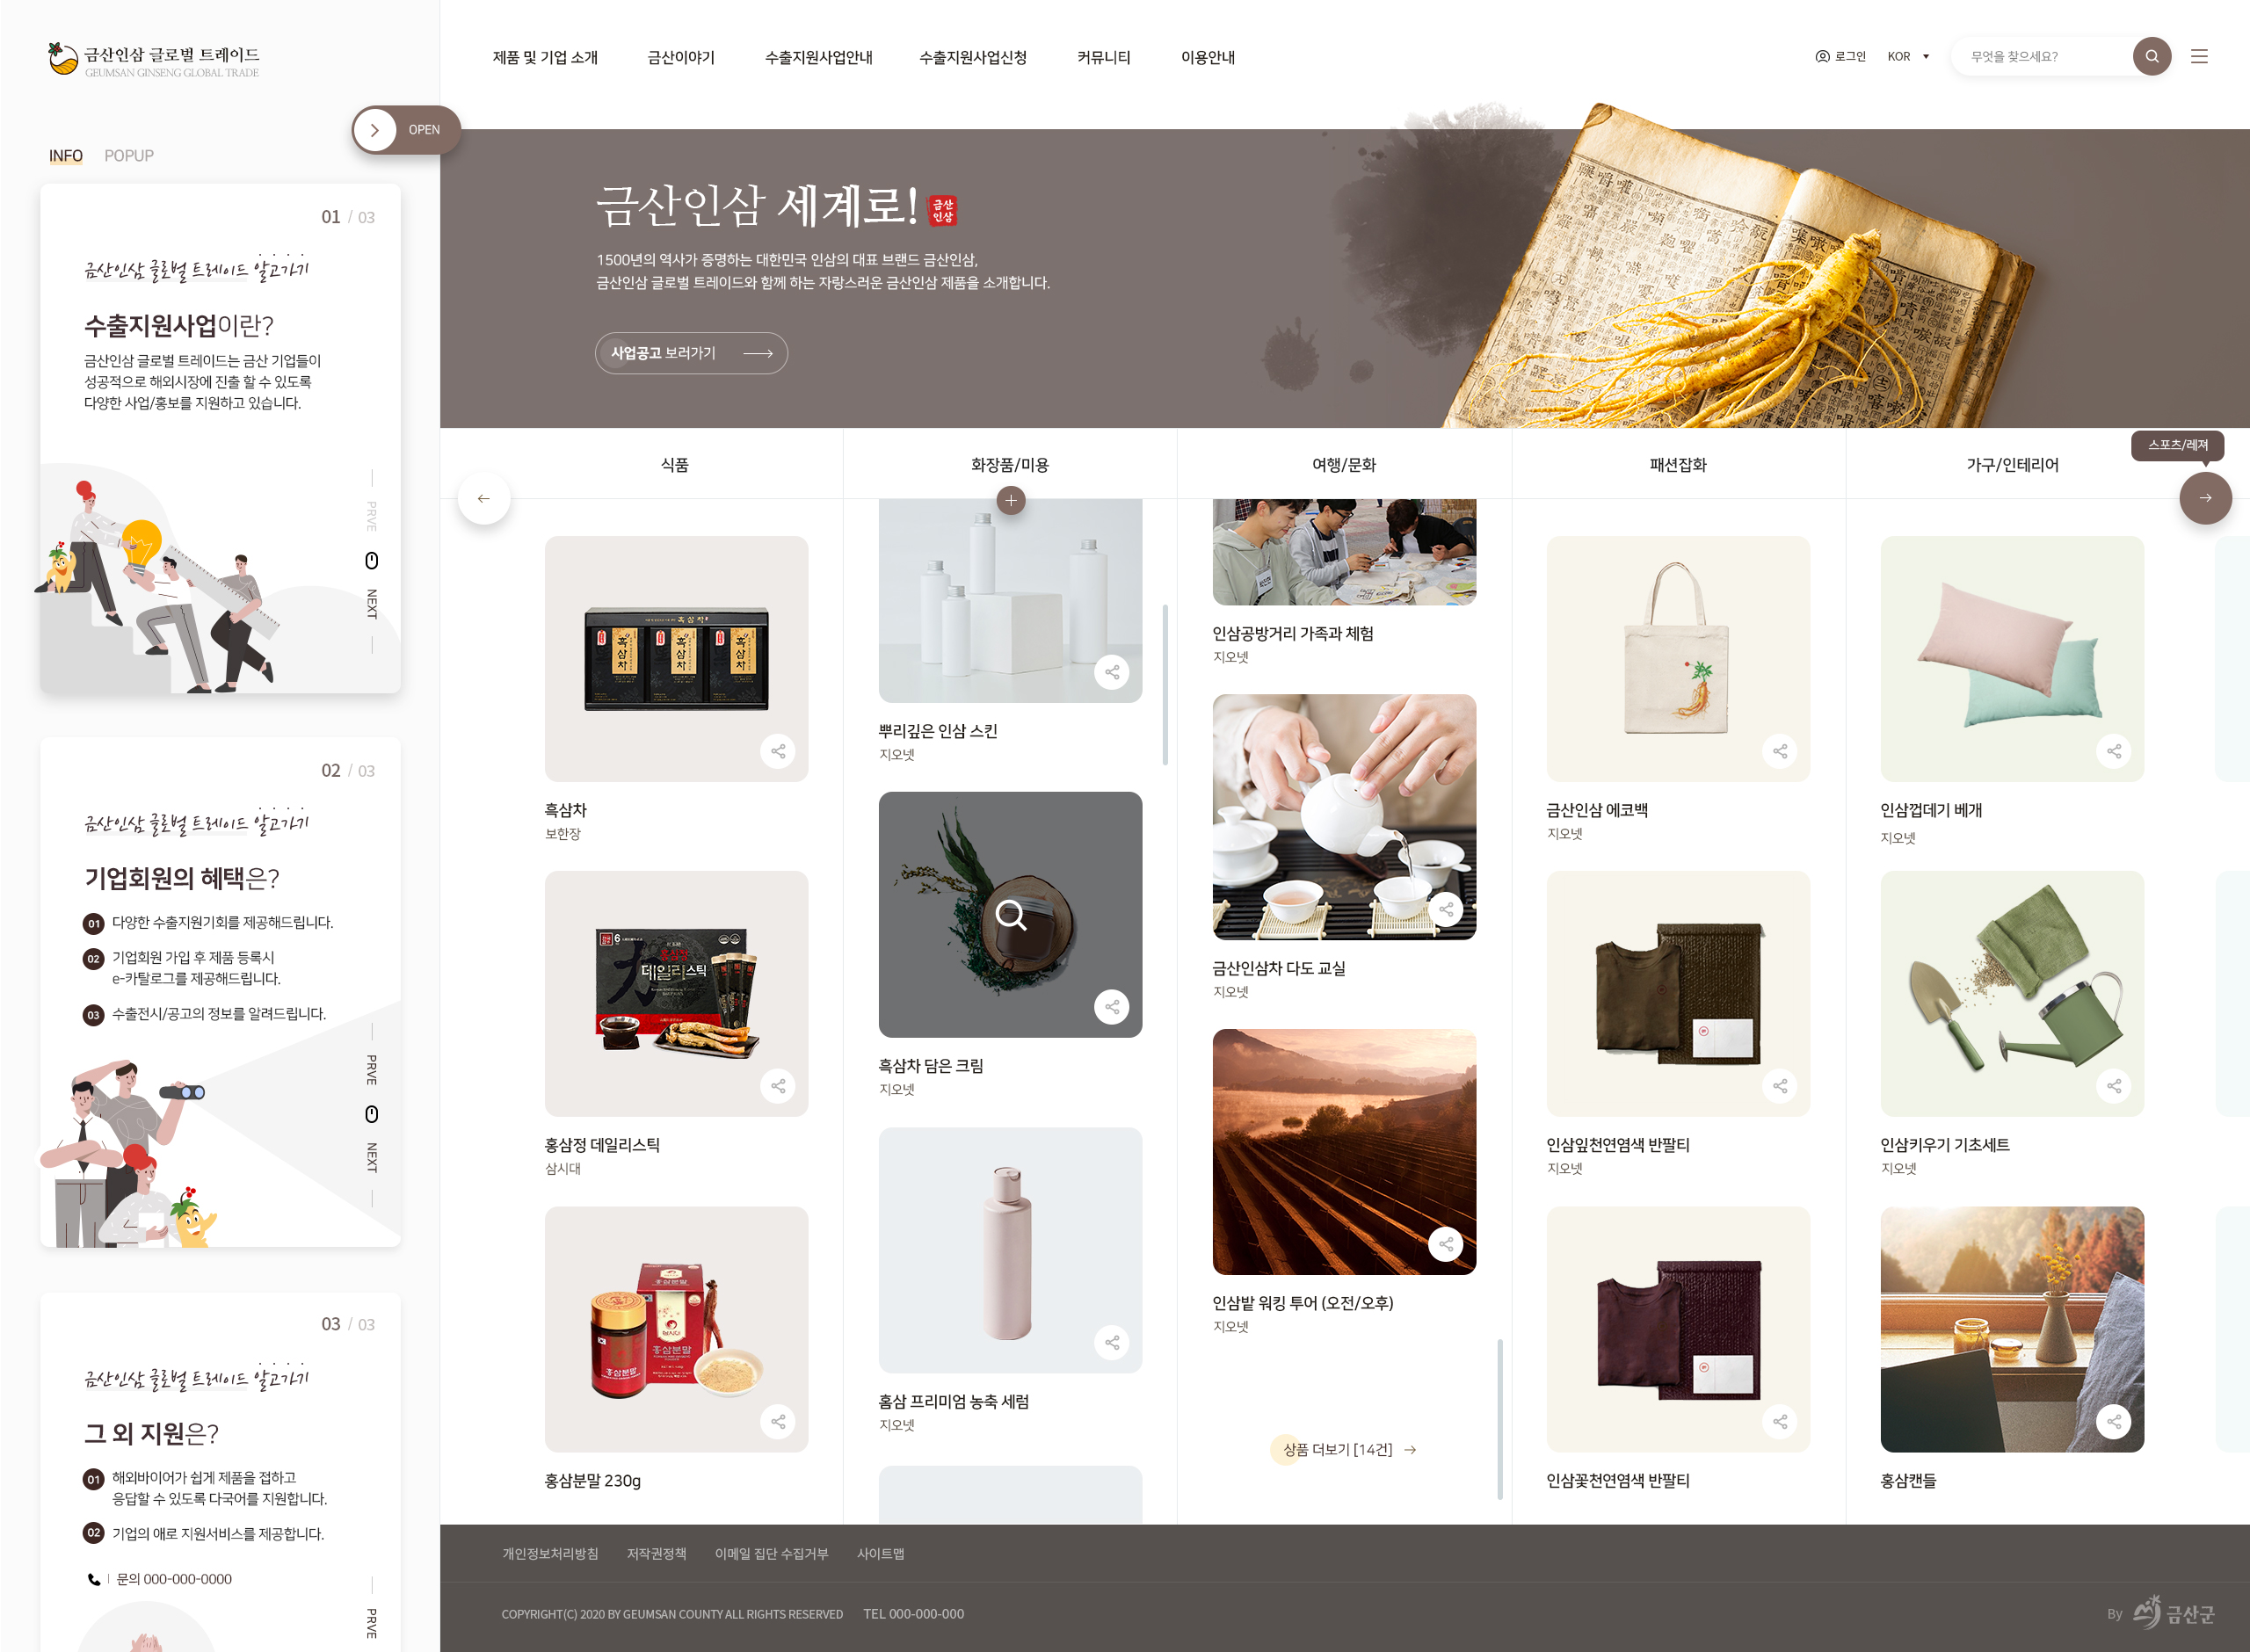 금산인삼 글로벌 트레이드
GEUMSAN GINSENG GLOBAL TRADE
제품 및 기업 소개
금산이야기
수출지원사업안내
수출지원사업신청
커뮤니티
이용안내
로그인
KOR
무엇을 찾으세요?
OPEN
INFO
POPUP
01 / 03
금산인삼 글로벌 트레이드 알고가기
수출지원사업이란?
금산인삼 글로벌 트레이드는 금산 기업들이
성공적으로 해외시장에 진출 할 수 있도록
다양한 사업/홍보를 지원하고 있습니다.
PRVE
NEXT
02 / 03
금산인삼 글로벌 트레이드 알고가기
기업회원의 혜택은?
01 다양한 수출지원기회를 제공해드립니다.
02 기업회원 가입 후 제품 등록시
e-카탈로그를 제공해드립니다.
03 수출전시/공고의 정보를 알려드립니다.
PRVE
NEXT
03 / 03
금산인삼 글로벌 트레이드 알고가기
그 외 지원은?
01 해외바이어가 쉽게 제품을 접하고
응답할 수 있도록 다국어를 지원합니다.
02 기업의 애로 지원서비스를 제공합니다.
문의 000-000-0000
PRVE
금산인삼 세계로!
금산
인삼
1500년의 역사가 증명하는 대한민국 인삼의 대표 브랜드 금산인삼,
금산인삼 글로벌 트레이드와 함께 하는 자랑스러운 금산인삼 제품을 소개합니다.
사업공고 보러가기
식품
화장품/미용
여행/문화
패션잡화
가구/인테리어
스포츠/레져
흑삼차
흑삼차
흑삼차
흑삼차
흑삼차
보한장
6
홍삼정
데일리스틱
홍삼정 데일리스틱
삼시대
홍삼분말
홍삼분말
홍삼분말 230g
뿌리깊은 인삼 스킨
지오넷
흑삼차 담은 크림
지오넷
홈삼 프리미엄 농축 세럼
지오넷
인삼공방거리 가족과 체험
지오넷
금산인삼차 다도 교실
지오넷
인삼밭 워킹 투어 (오전/오후)
지오넷
상품 더보기 [14건]
금산인삼 에코백
지오넷
인삼잎천연염색 반팔티
지오넷
인삼꽃천연염색 반팔티
인삼껍데기 베개
지오넷
인삼키우기 기초세트
지오넷
홍삼캔들
개인정보처리방침
저작권정책
이메일 집단 수집거부
사이트맵
COPYRIGHT(C) 2020 BY GEUMSAN COUNTY ALL RIGHTS RESERVED
TEL 000-000-000
By 금산군